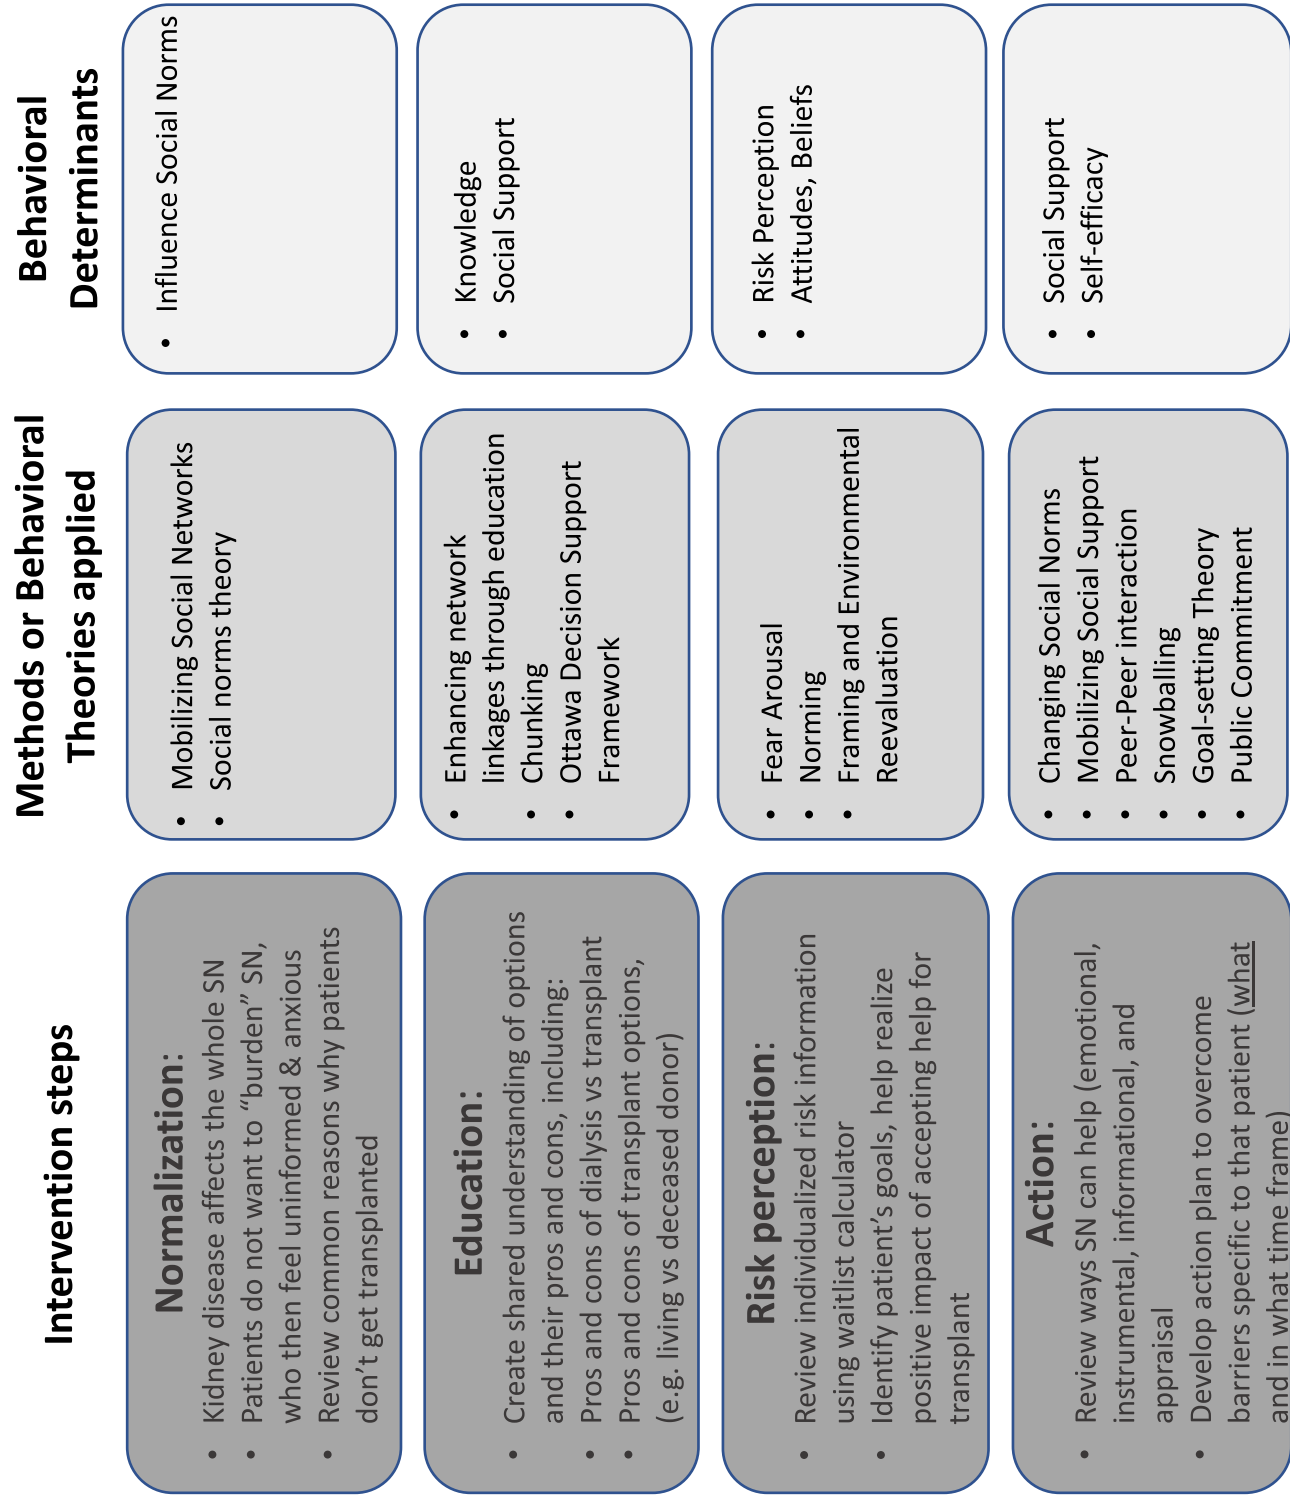 Intervention steps
Methods or Behavioral
Theories applied
Behavioral
Determinants
Normalization:
• Kidney disease affects the whole SN
• Patients do not want to “burden” SN,
who then feel uninformed & anxious
• Review common reasons why patients
don’t get transplanted
• Mobilizing Social Networks
• Social norms theory
• Influence Social Norms
Education:
• Create shared understanding of options
and their pros and cons, including:
• Pros and cons of dialysis vs transplant
• Pros and cons of transplant options,
(e.g. living vs deceased donor)
• Enhancing network
linkages through education
• Chunking
• Ottawa Decision Support
Framework
• Knowledge
• Social Support
Risk perception:
• Review individualized risk information
using waitlist calculator
• Identify patient’s goals, help realize
positive impact of accepting help for
transplant
• Fear Arousal
• Norming
• Framing and Environmental
Reevaluation
• Risk Perception
• Attitudes, Beliefs
Action:
• Review ways SN can help (emotional,
instrumental, informational, and
appraisal
• Develop action plan to overcome
barriers specific to that patient (what
and in what time frame)
• Changing Social Norms
• Mobilizing Social Support
• Peer-Peer interaction
• Snowballing
• Goal-setting Theory
• Public Commitment
• Social Support
• Self-efficacy